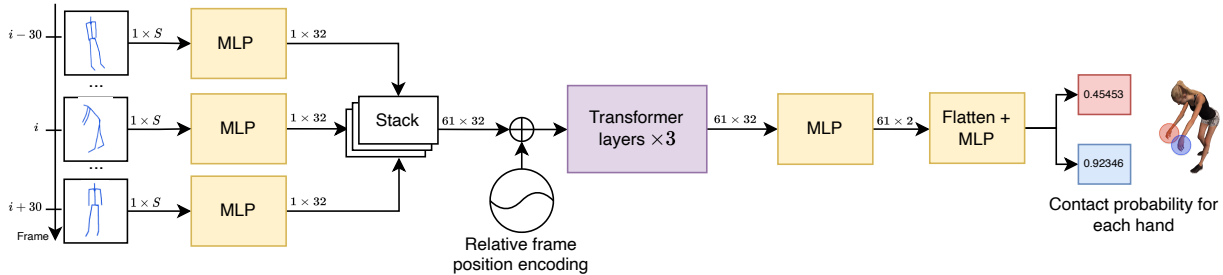 i − 30
1 × S
MLP
1 × 32
...
i
1 × S
MLP
1 × 32
...
i + 30
1 × S
MLP
1 × 32
Frame
Stack
61 × 32
Relative frame
position encoding
Transformer
layers ×3
61 × 32
MLP
61 × 2
Flatten +
MLP
0.45453
0.92346
Contact probability for
each hand